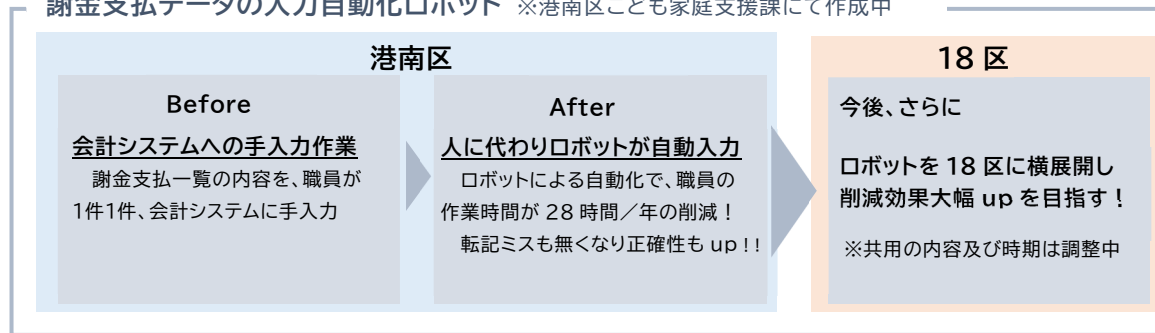 謝金支払データの入力自動化ロボット ※港南区こども家庭支援課にて作成中
港南区
Before
会計システムへの手入力作業
謝金支払一覧の内容を、職員が
1件1件、会計システムに手入力
After
人に代わりロボットが自動入力
ロボットによる自動化で、職員の
作業時間が 28 時間／年の削減！
転記ミスも無くなり正確性も up！！
18 区
今後、さらに
ロボットを 18 区に横展開し
削減効果大幅 up を目指す！
※共用の内容及び時期は調整中